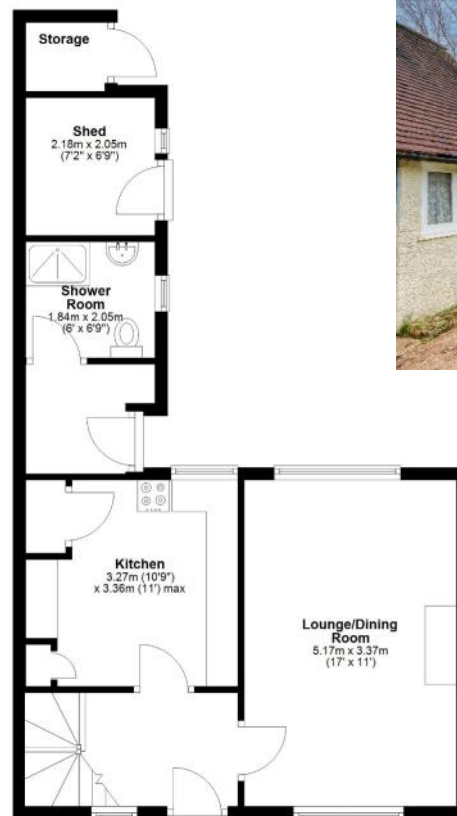 Storage
Shed
2.18m x 2.05m
(7'2" x 6'9")
Shower
Room
1.84m x 2.05m
(6' x 6'9")
Kitchen
3.27m (10'9")
x 3.36m (11') max
Lounge/Dining
Room
5.17m x 3.37m
(17' x 11')